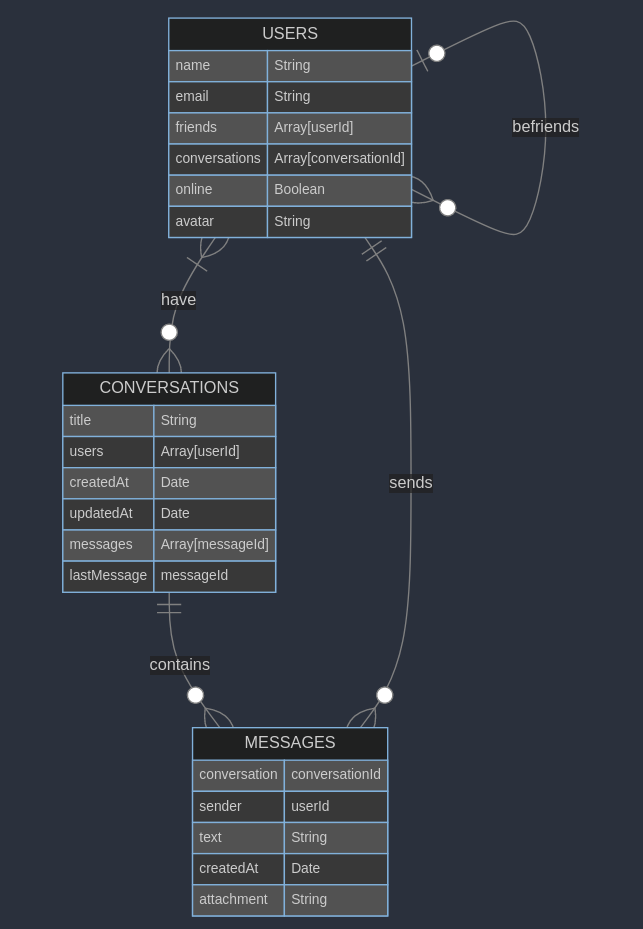 USERS
name String
email String
friends Array[userId]
conversations Array[conversationId]
online Boolean
avatar String
befriends
have
CONVERSATIONS
title String
users Array[userId]
createdAt Date
updatedAt Date
messages Array[messageId]
lastMessage messageId
sends
contains
MESSAGES
conversation conversationId
sender userId
text String
createdAt Date
attachment String